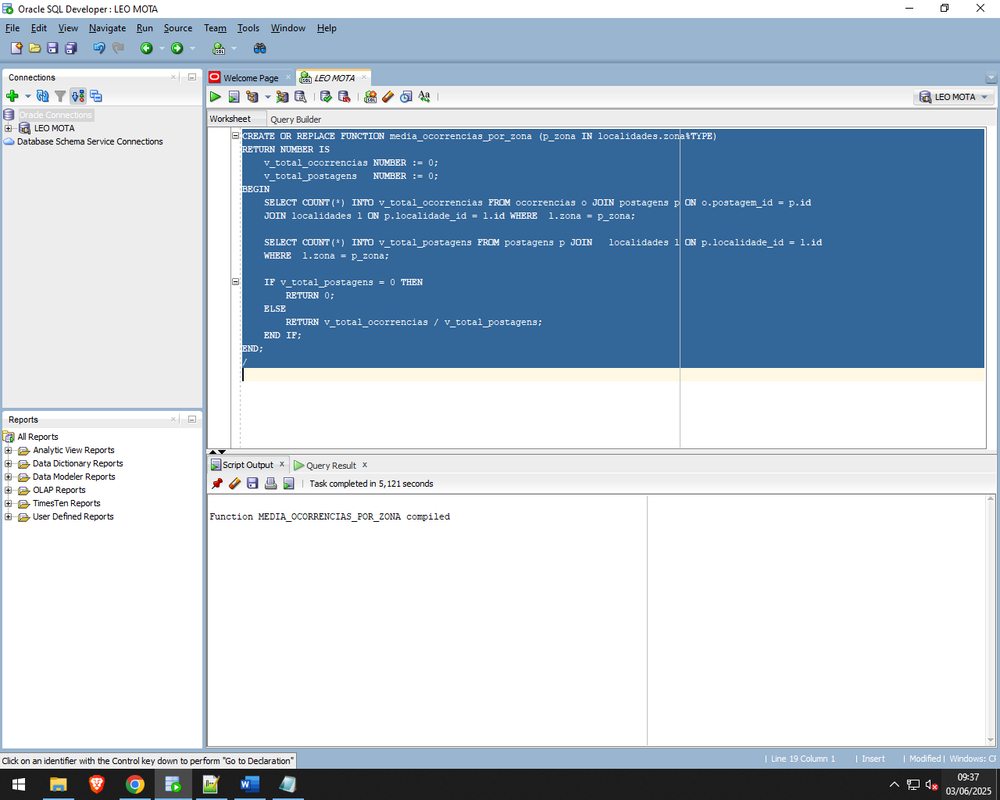 Oracle SQL Developer : LEO MOTA
File Edit View Navigate Run Source Team Tools Window Help
Connections
Oracle Connections
LEO MOTA
Database Schema Service Connections
Reports
All Reports
Analytic View Reports
Data Dictionary Reports
Data Modeler Reports
OLAP Reports
TimesTen Reports
User Defined Reports
Welcome Page LEO MOTA
LEO MOTA
Worksheet Query Builder
CREATE OR REPLACE FUNCTION media_ocorrencias_por_zona (p_zona IN localidades.zona%TYPE)
RETURN NUMBER IS
    v_total_ocorrencias NUMBER := 0;
    v_total_postagens   NUMBER := 0;
BEGIN
    SELECT COUNT(*) INTO v_total_ocorrencias FROM ocorrencias o JOIN postagens p ON o.postagem_id = p.id
    JOIN localidades l ON p.localidade_id = l.id WHERE  l.zona = p_zona;
    SELECT COUNT(*) INTO v_total_postagens FROM postagens p JOIN   localidades l ON p.localidade_id = l.id
    WHERE  l.zona = p_zona;
    IF v_total_postagens = 0 THEN
        RETURN 0;
    ELSE
        RETURN v_total_ocorrencias / v_total_postagens;
    END IF;
END;
/
Script Output x Query Result x
Task completed in 5,121 seconds
Function MEDIA_OCORRENCIAS_POR_ZONA compiled
Click on an identifier with the Control key down to perform "Go to Declaration"
Line 19 Column 1 Insert Modified Windows: CF
09:37
03/06/2025